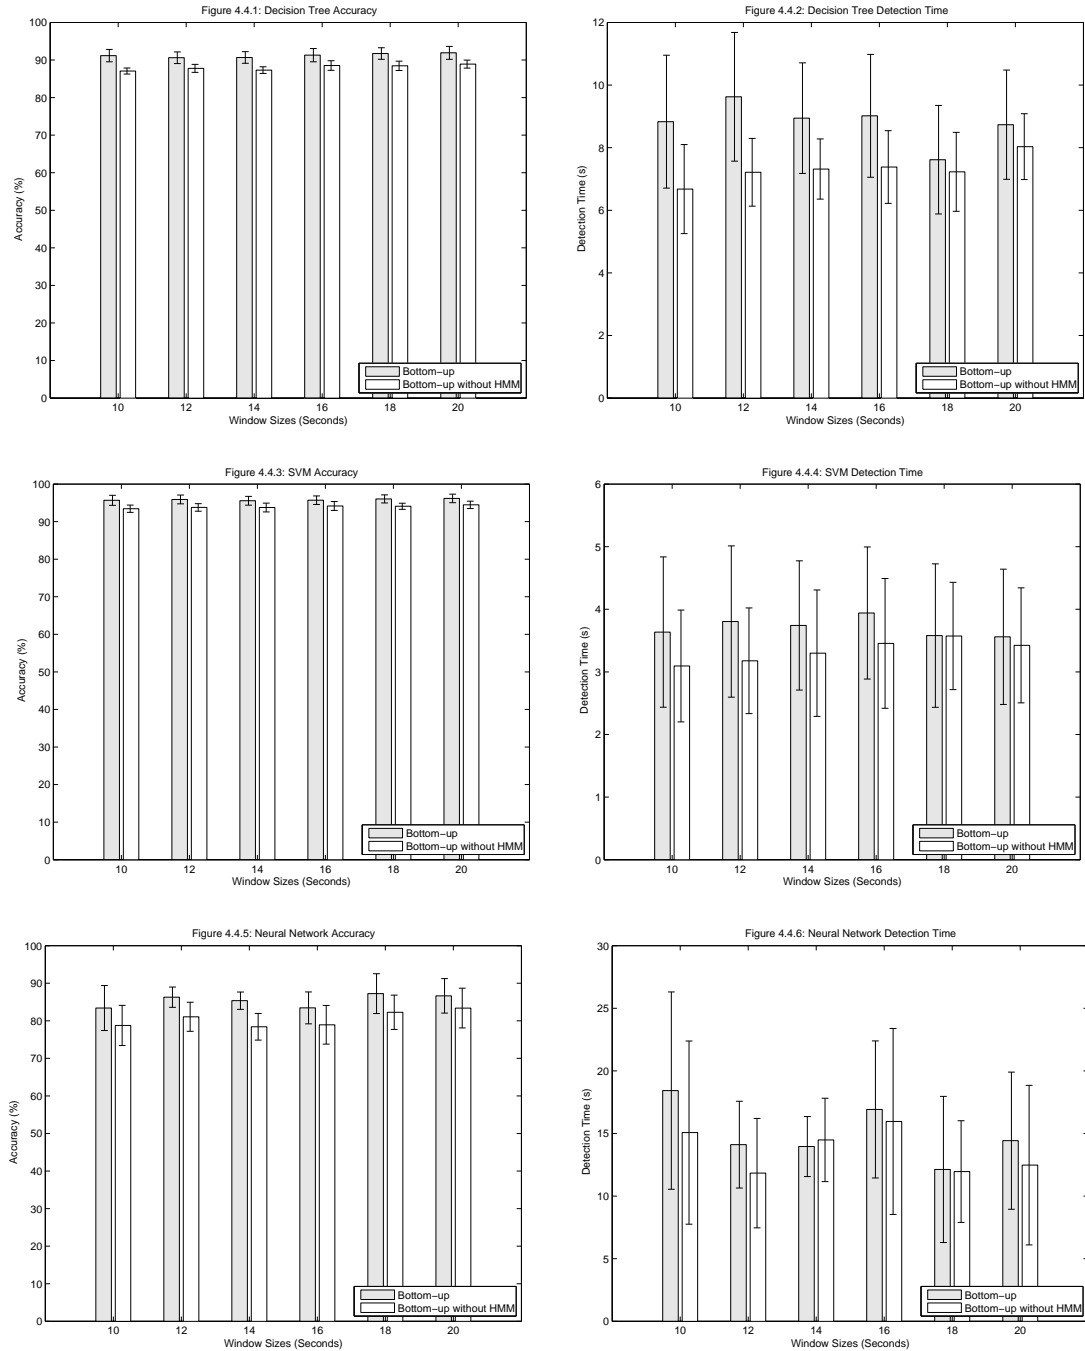 Figure 4.4.1: Decision Tree Accuracy
100
90
80
70
60
50
40
30
20
10
0
Accuracy (%)
10 12 14 16 18 20
Window Sizes (Seconds)
Bottom-up
Bottom-up without HMM
Figure 4.4.2: Decision Tree Detection Time
12
10
8
6
4
2
0
Detection Time (s)
10 12 14 16 18 20
Window Sizes (Seconds)
Bottom-up
Bottom-up without HMM
Figure 4.4.3: SVM Accuracy
100
90
80
70
60
50
40
30
20
10
0
Accuracy (%)
10 12 14 16 18 20
Window Sizes (Seconds)
Bottom-up
Bottom-up without HMM
Figure 4.4.4: SVM Detection Time
6
5
4
3
2
1
0
Detection Time (s)
10 12 14 16 18 20
Window Sizes (Seconds)
Bottom-up
Bottom-up without HMM
Figure 4.4.5: Neural Network Accuracy
100
90
80
70
60
50
40
30
20
10
0
Accuracy (%)
10 12 14 16 18 20
Window Sizes (Seconds)
Bottom-up
Bottom-up without HMM
Figure 4.4.6: Neural Network Detection Time
30
25
20
15
10
5
0
Detection Time (s)
10 12 14 16 18 20
Window Sizes (Seconds)
Bottom-up
Bottom-up without HMM